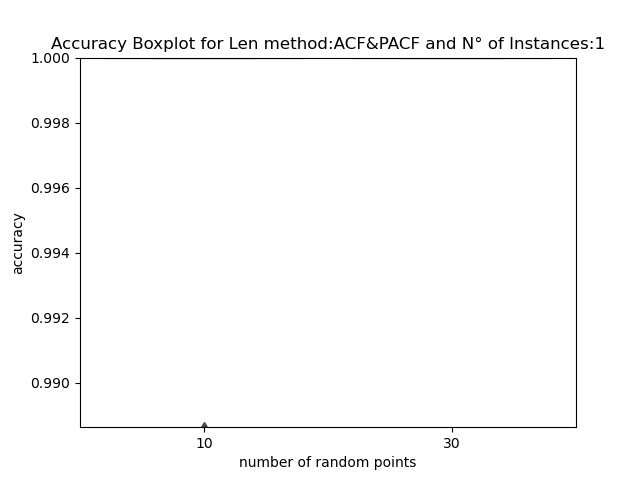 Accuracy Boxplot for Len method:ACF&PACF and N° of Instances:1
1.000
0.998
0.996
0.994
0.992
0.990
accuracy
10 30
number of random points